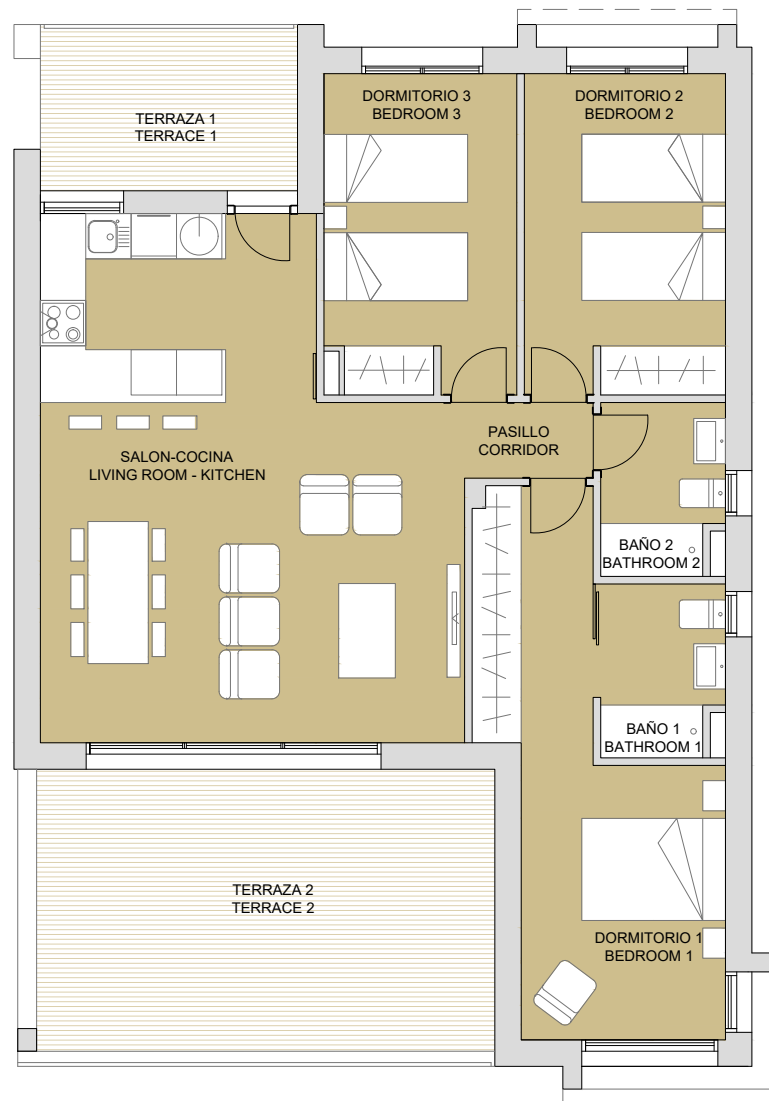 TERRAZA 1
TERRACE 1
DORMITORIO 3
BEDROOM 3
DORMITORIO 2
BEDROOM 2
SALON-COCINA
LIVING ROOM - KITCHEN
PASILLO
CORRIDOR
BAÑO 2
BATHROOM 2
BAÑO 1
BATHROOM 1
TERRAZA 2
TERRACE 2
DORMITORIO 1
BEDROOM 1